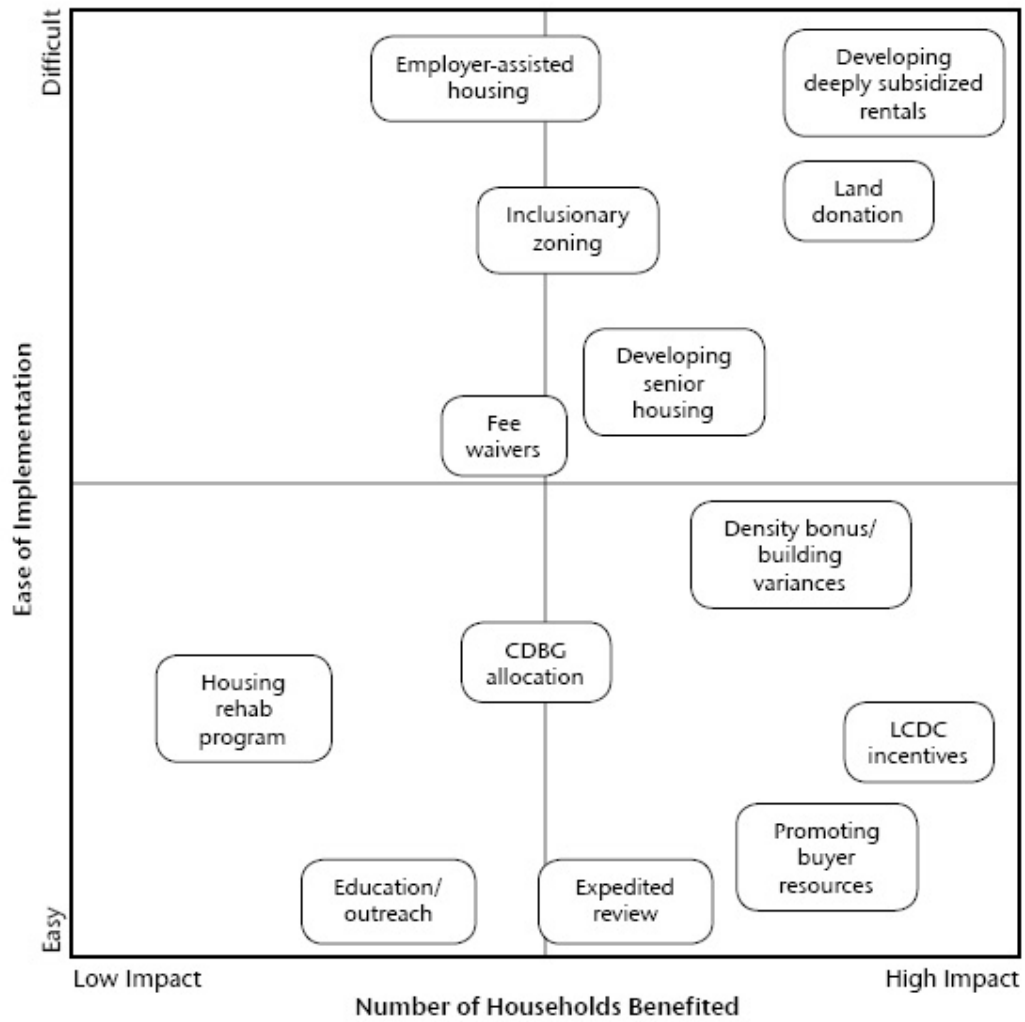 Difficult
Employer-assisted
housing
Developing
deeply subsidized
rentals
Land
donation
Inclusionary
zoning
Developing
senior
housing
Fee
waivers
Ease of Implementation
Density bonus/
building
variances
CDBG
allocation
Housing
rehab
program
LCDC
incentives
Promoting
buyer
resources
Education/
outreach
Expedited
review
Easy
Low Impact
High Impact
Number of Households Benefited